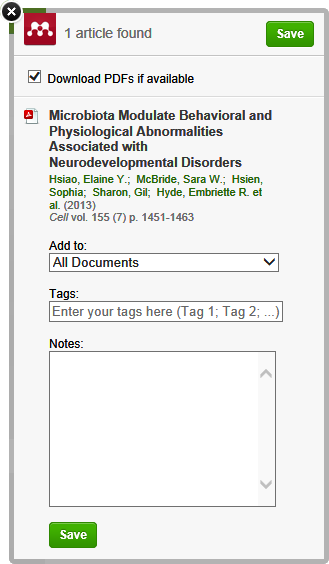 1 article found
Save
Download PDFs if available
Microbiota Modulate Behavioral and
Physiological Abnormalities
Associated with
Neurodevelopmental Disorders
Hsiao, Elaine Y.; McBride, Sara W.; Hsien,
Sophia; Sharon, Gil; Hyde, Embriette R. et
al. (2013)
Cell vol. 155 (7) p. 1451-1463
Add to:
All Documents
Tags:
Enter your tags here (Tag 1; Tag 2; ...)
Notes:
Save